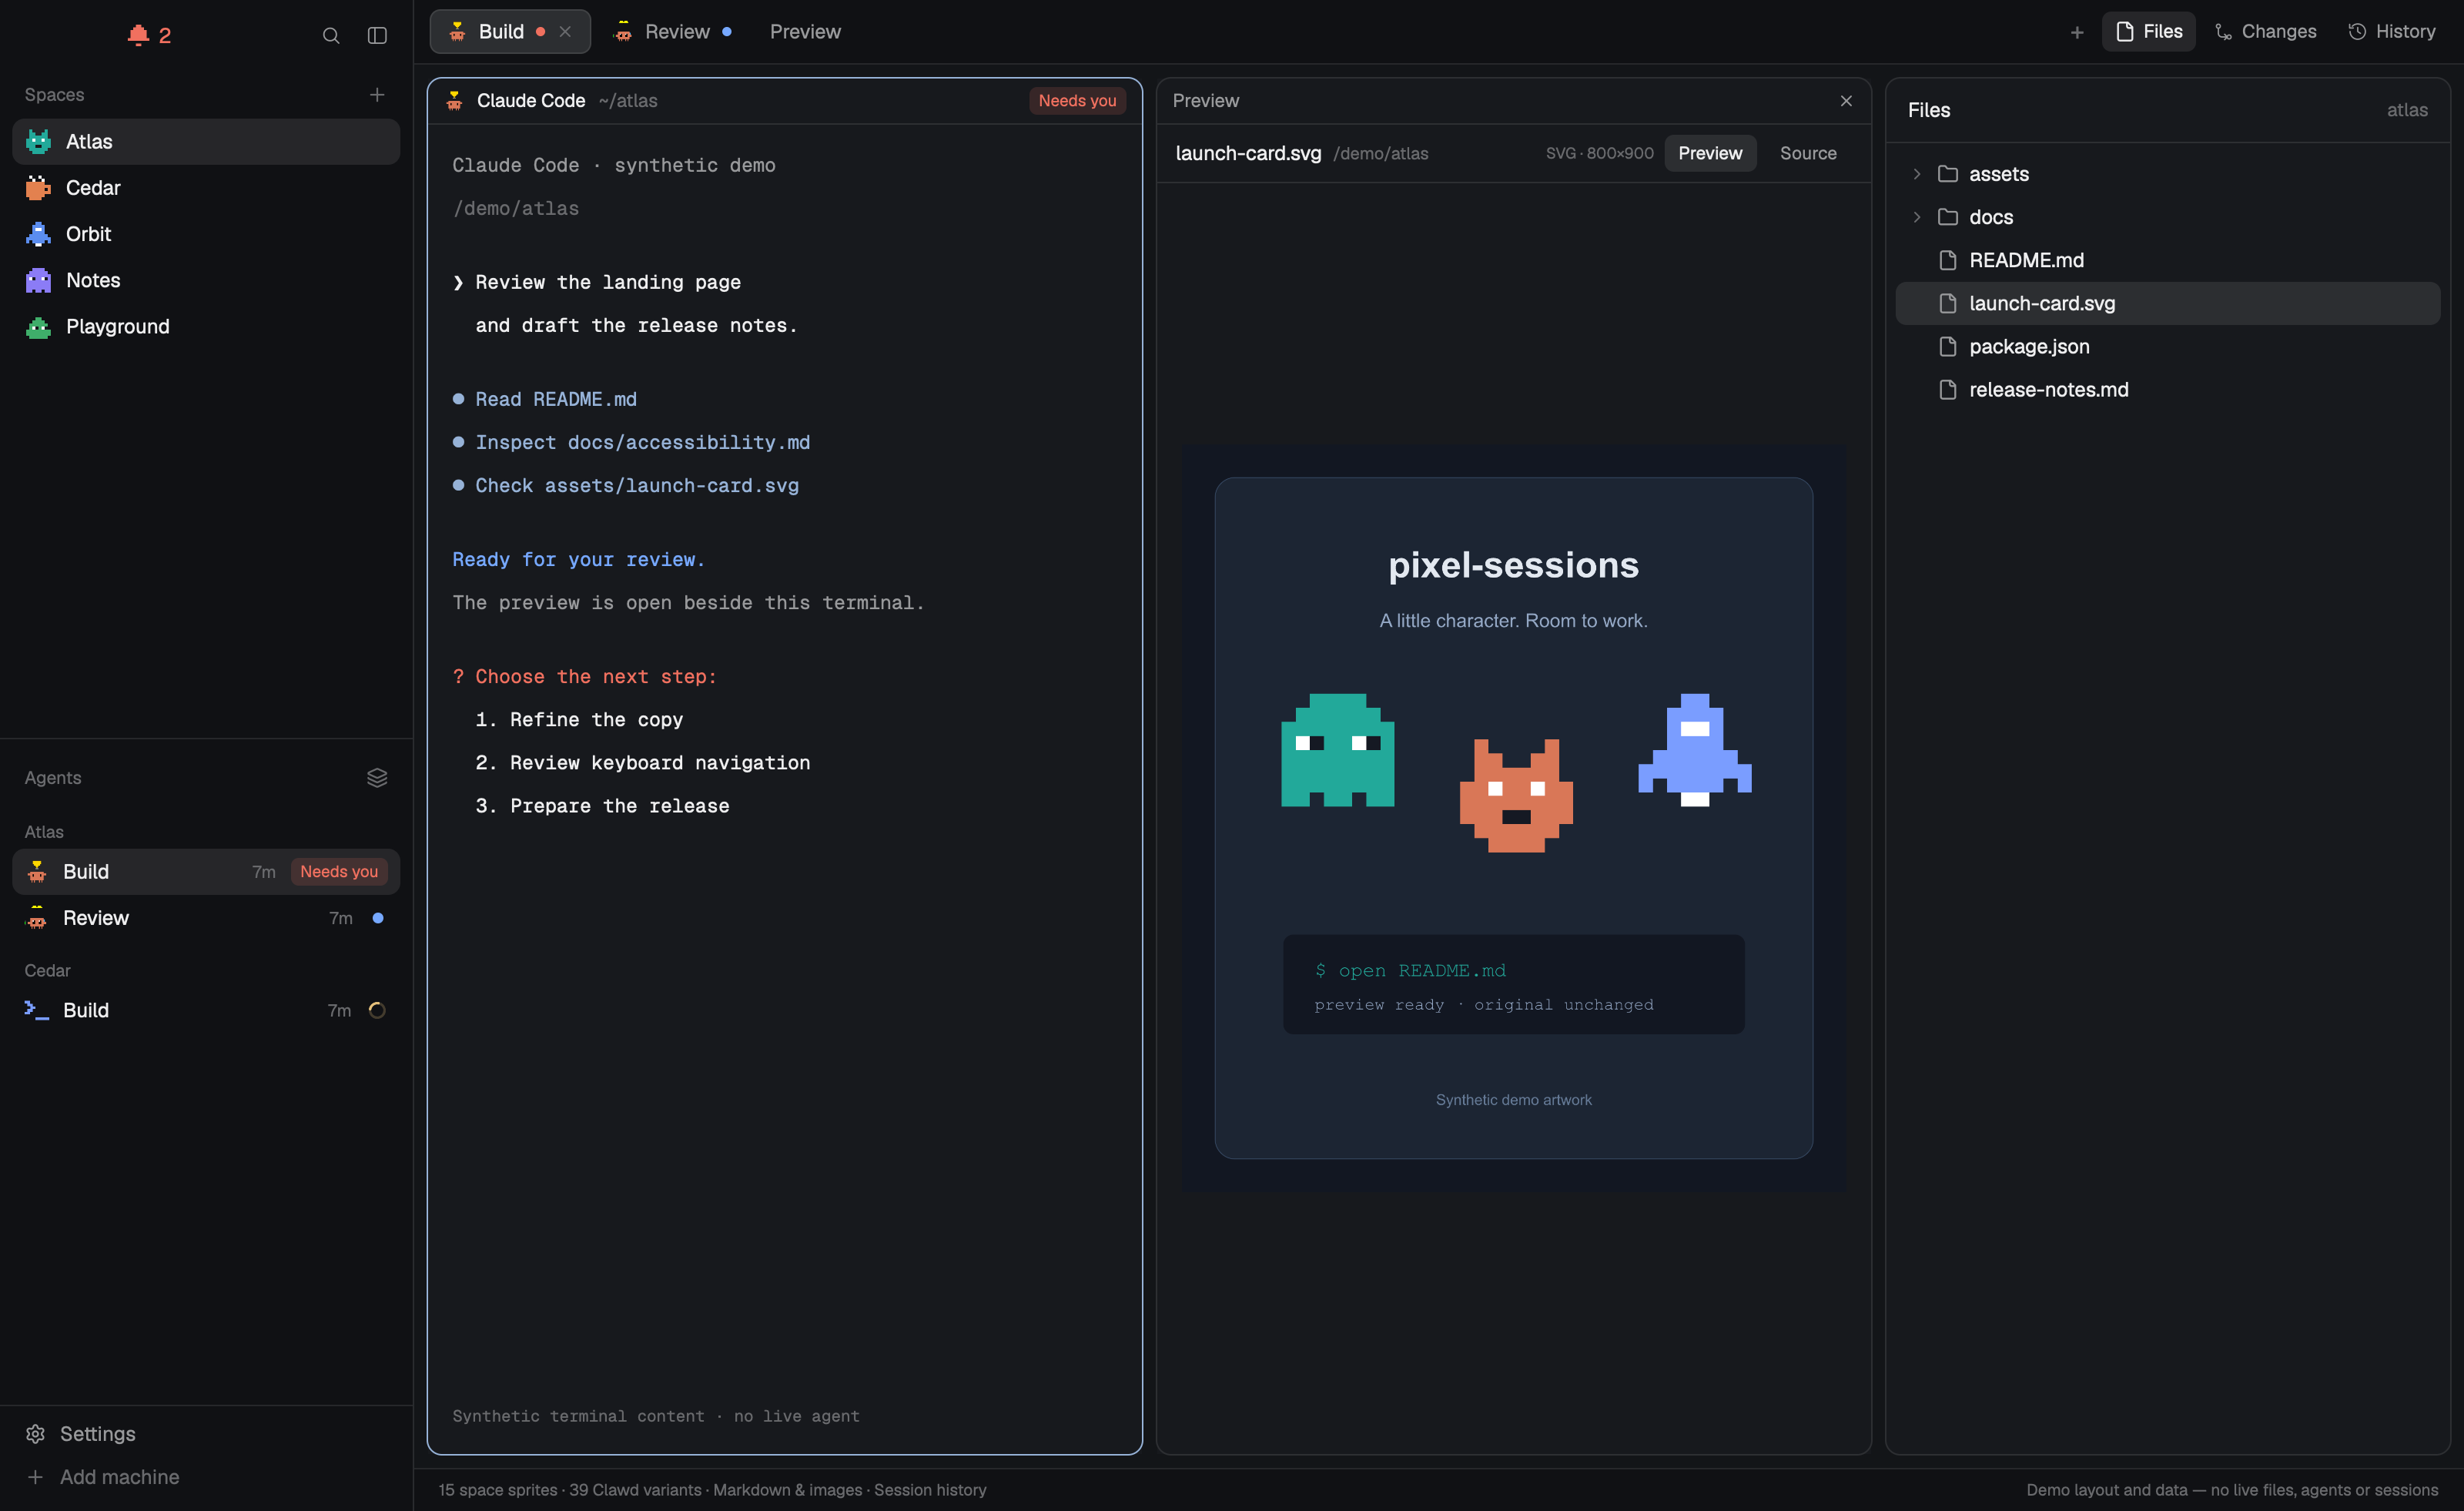 2
Spaces
Atlas
Cedar
Orbit
Notes
Playground
Agents
Atlas
Build 7m Needs you
Review 7m
Cedar
Build 7m
Settings
Add machine
Build Review Preview
Files Changes History
Claude Code ~/atlas Needs you
Claude Code · synthetic demo
/demo/atlas
❯ Review the landing page
and draft the release notes.
● Read README.md
● Inspect docs/accessibility.md
● Check assets/launch-card.svg
Ready for your review.
The preview is open beside this terminal.
? Choose the next step:
1. Refine the copy
2. Review keyboard navigation
3. Prepare the release
Synthetic terminal content · no live agent
Preview
launch-card.svg /demo/atlas SVG · 800×900 Preview Source
pixel-sessions
A little character. Room to work.
$ open README.md
preview ready · original unchanged
Synthetic demo artwork
Files atlas
assets
docs
README.md
launch-card.svg
package.json
release-notes.md
15 space sprites · 39 Clawd variants · Markdown & images · Session history
Demo layout and data — no live files, agents or sessions